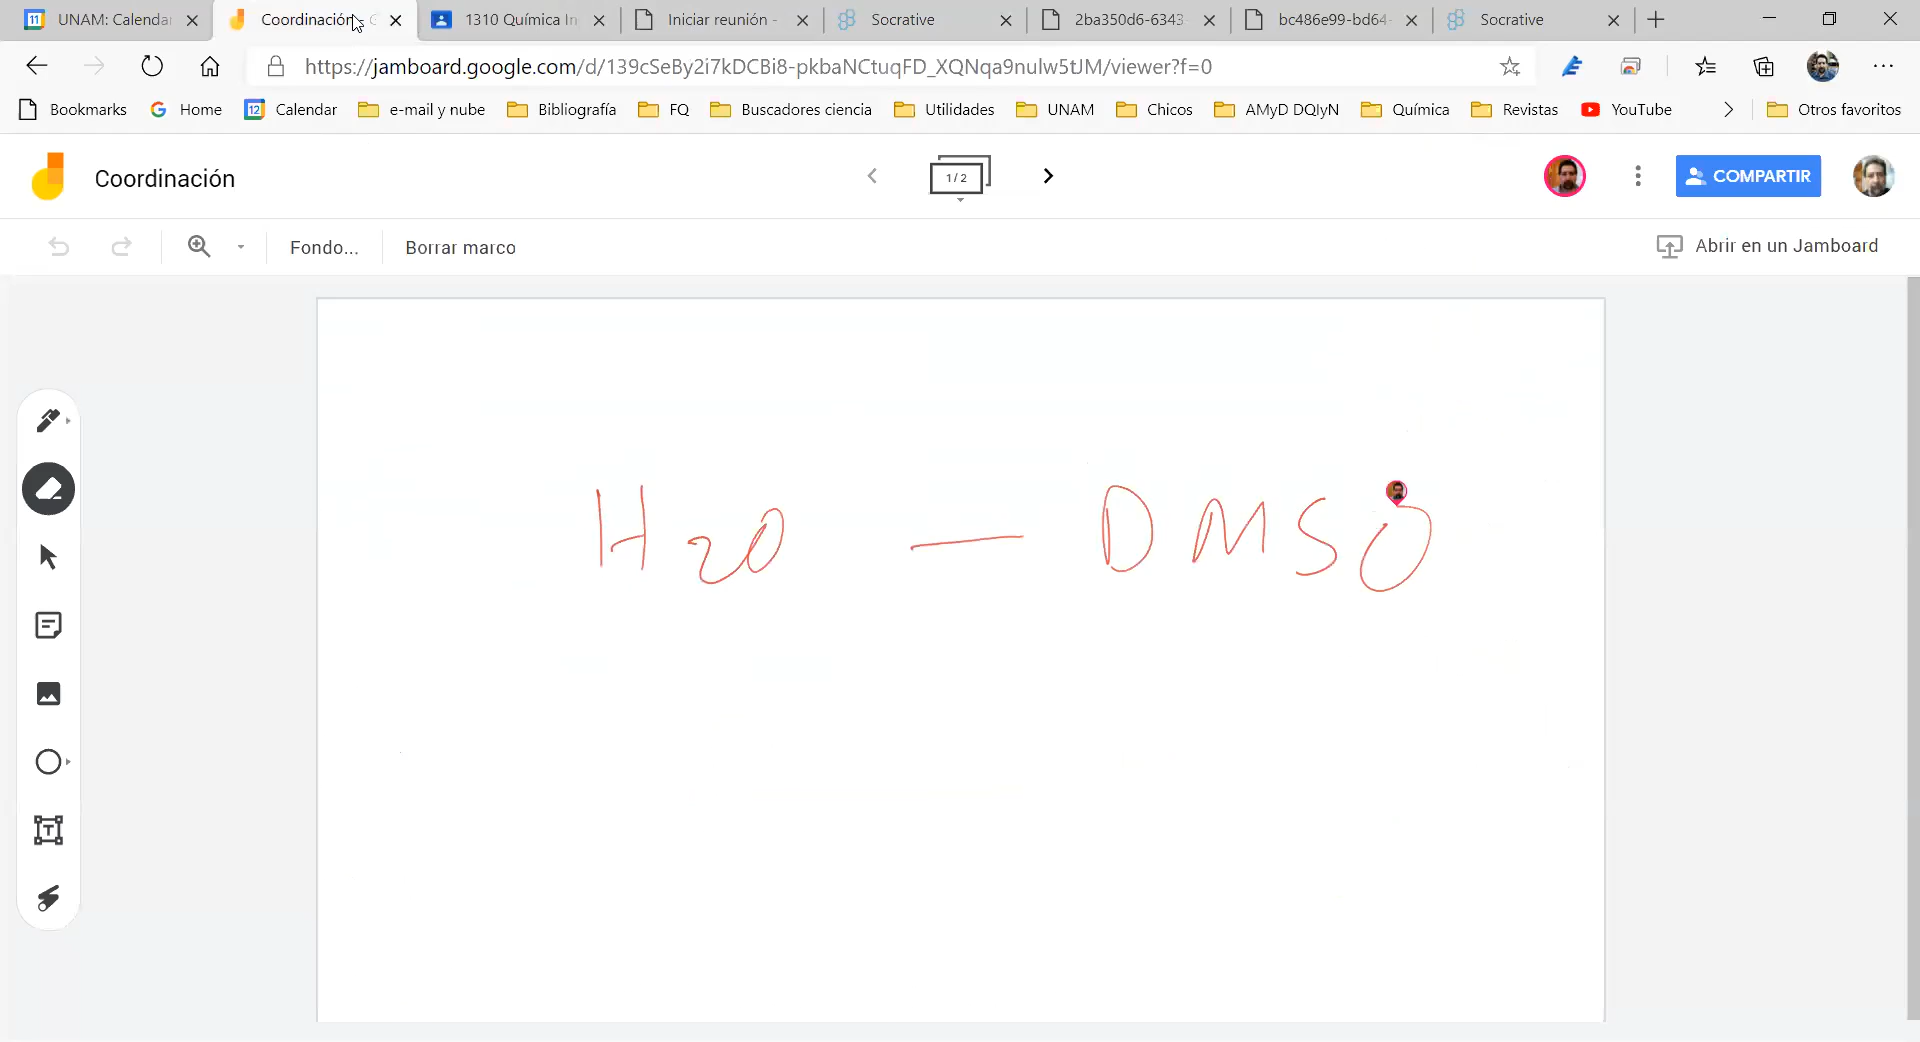 UNAM: Calendar
Coordinación - G
1310 Química In
Iniciar reunión -
Socrative
2ba350d6-6343
bc486e99-bd64-
Socrative
https://jamboard.google.com/d/139cSeBy2i7kDCBi8-pkbaNCtuqFD_XQNqa9nulw5tJM/viewer?f=0
Bookmarks Home Calendar e-mail y nube Bibliografía FQ Buscadores ciencia Utilidades UNAM Chicos AMyD DQIyN Química Revistas YouTube Otros favoritos
Coordinación
1 / 2
COMPARTIR
Fondo... Borrar marco
Abrir en un Jamboard
H2O — DMSO